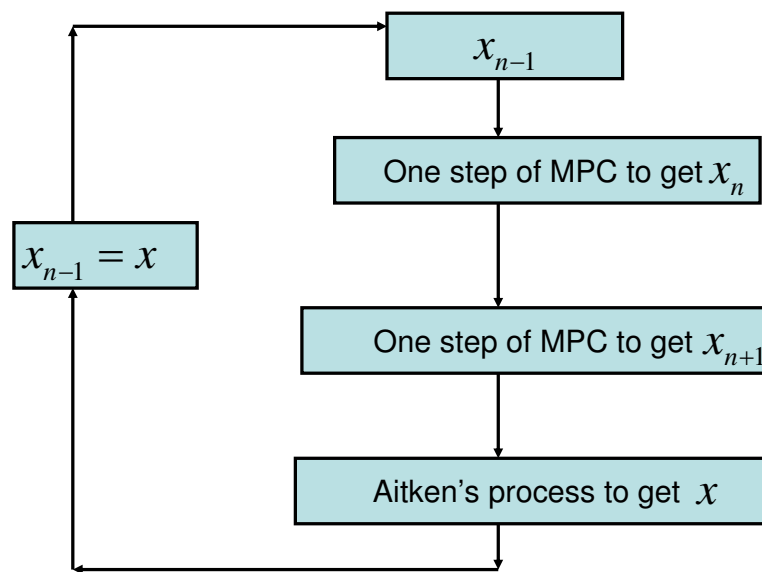 x_{n-1}
One step of MPC to get x_n
x_{n-1} = x
One step of MPC to get x_{n+1}
Aitken's process to get x